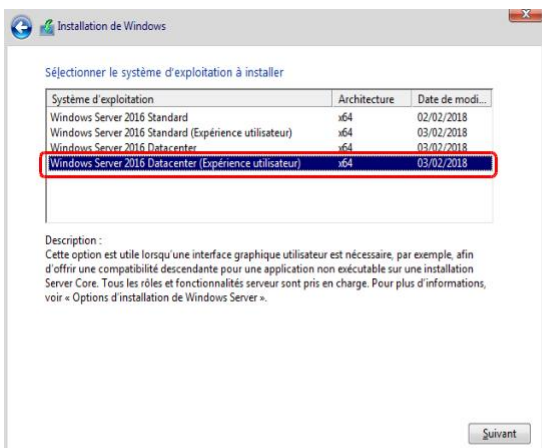 Installation de Windows
Sélectionner le système d'exploitation à installer
Système d'exploitation Architecture Date de modi...
Windows Server 2016 Standard x64 02/02/2018
Windows Server 2016 Standard (Expérience utilisateur) x64 03/02/2018
Windows Server 2016 Datacenter x64 03/02/2018
Windows Server 2016 Datacenter (Expérience utilisateur) x64 03/02/2018
Description :
Cette option est utile lorsqu'une interface graphique utilisateur est nécessaire, par exemple, afin
d'offrir une compatibilité descendante pour une application non exécutable sur une installation
Server Core. Tous les rôles et fonctionnalités serveur sont pris en charge. Pour plus d'informations,
voir « Options d'installation de Windows Server ».
Suivant